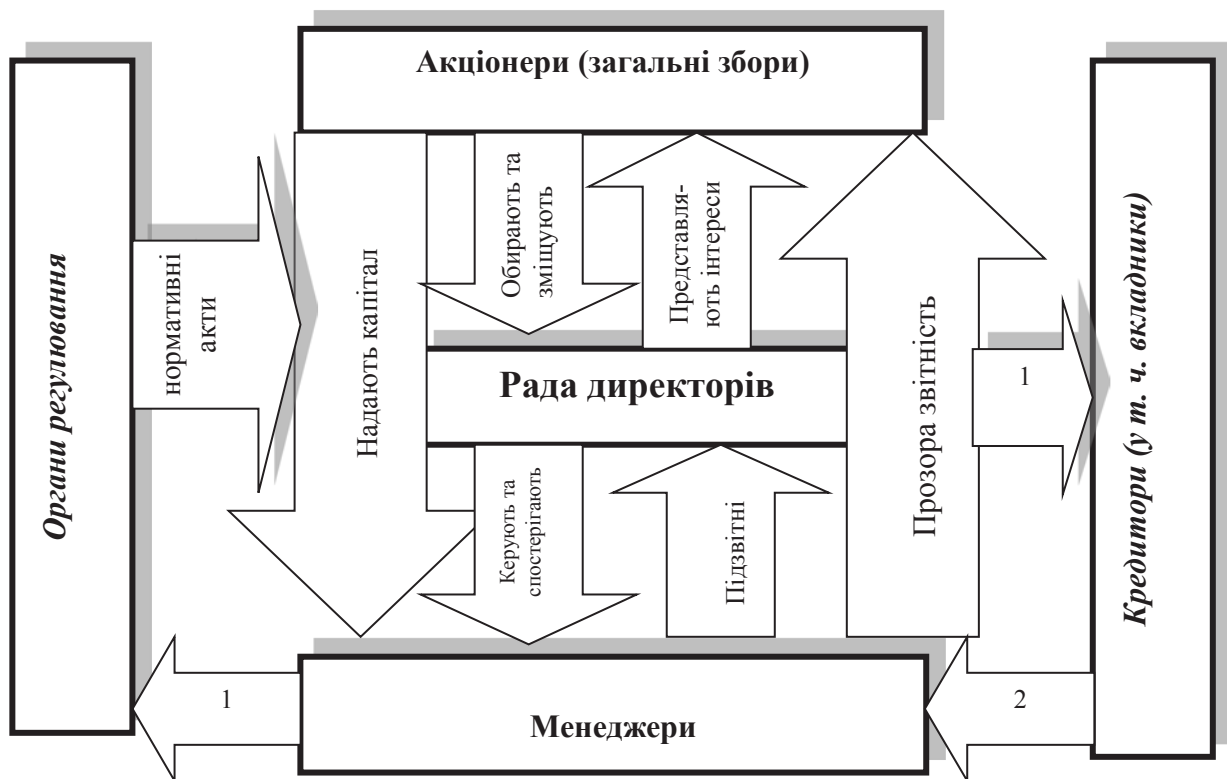 Акціонери (загальні збори)
Органи регулювання
нормативні
акти
Надають капітал
Обирають та
зміщують
Представля-
ють інтереси
Прозора звітність
1
Кредитори (у т. ч. вкладники)
Рада директорів
Керують та
спостерігають
Підзвітні
1
Менеджери
2